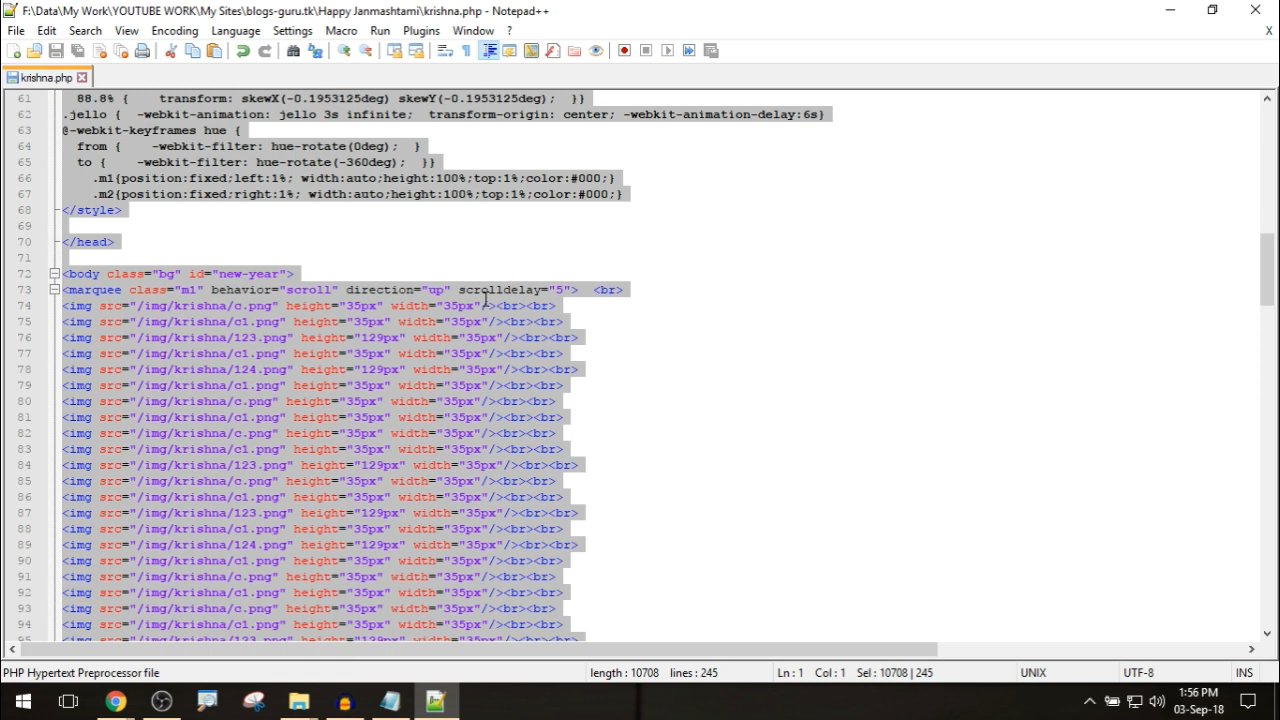 F:\Data\My Work\YOUTUBE WORK\My Sites\blogs-guru.tk\Happy Janmashtami\krishna.php - Notepad++
File Edit Search View Encoding Language Settings Tools Macro Run Plugins Window ? X
krishna.php
61 88.8% { transform: skewX(-0.1953125deg) skewY(-0.1953125deg); }}
62 .jello { -webkit-animation: jello 3s infinite; transform-origin: center; -webkit-animation-delay:6s}
63 @-webkit-keyframes hue {
64 from { -webkit-filter: hue-rotate(0deg); }
65 to { -webkit-filter: hue-rotate(-360deg); }}
66 .m1{position:fixed;left:1%; width:auto;height:100%;top:1%;color:#000;}
67 .m2{position:fixed;right:1%; width:auto;height:100%;top:1%;color:#000;}
68 </style>
69
70 </head>
71
72 <body class="bg" id="new-year">
73 <marquee class="m1" behavior="scroll" direction="up" scrolldelay="5"> <br>
74 <img src="/img/krishna/c.png" height="35px" width="35px"/><br><br>
75 <img src="/img/krishna/c1.png" height="35px" width="35px"/><br><br>
76 <img src="/img/krishna/123.png" height="129px" width="35px"/><br><br>
77 <img src="/img/krishna/c1.png" height="35px" width="35px"/><br><br>
78 <img src="/img/krishna/124.png" height="129px" width="35px"/><br><br>
79 <img src="/img/krishna/c1.png" height="35px" width="35px"/><br><br>
80 <img src="/img/krishna/c.png" height="35px" width="35px"/><br><br>
81 <img src="/img/krishna/c1.png" height="35px" width="35px"/><br><br>
82 <img src="/img/krishna/c.png" height="35px" width="35px"/><br><br>
83 <img src="/img/krishna/c1.png" height="35px" width="35px"/><br><br>
84 <img src="/img/krishna/123.png" height="129px" width="35px"/><br><br>
85 <img src="/img/krishna/c.png" height="35px" width="35px"/><br><br>
86 <img src="/img/krishna/c1.png" height="35px" width="35px"/><br><br>
87 <img src="/img/krishna/123.png" height="129px" width="35px"/><br><br>
88 <img src="/img/krishna/c1.png" height="35px" width="35px"/><br><br>
89 <img src="/img/krishna/124.png" height="129px" width="35px"/><br><br>
90 <img src="/img/krishna/c1.png" height="35px" width="35px"/><br><br>
91 <img src="/img/krishna/c.png" height="35px" width="35px"/><br><br>
92 <img src="/img/krishna/c1.png" height="35px" width="35px"/><br><br>
93 <img src="/img/krishna/c.png" height="35px" width="35px"/><br><br>
94 <img src="/img/krishna/c1.png" height="35px" width="35px"/><br><br>
95 <img src="/img/krishna/123.png" height="129px" width="35px"/><br><br>
PHP Hypertext Preprocessor file length : 10708 lines : 245 Ln : 1 Col : 1 Sel : 10708 | 245 UNIX UTF-8 INS
1:56 PM
03-Sep-18